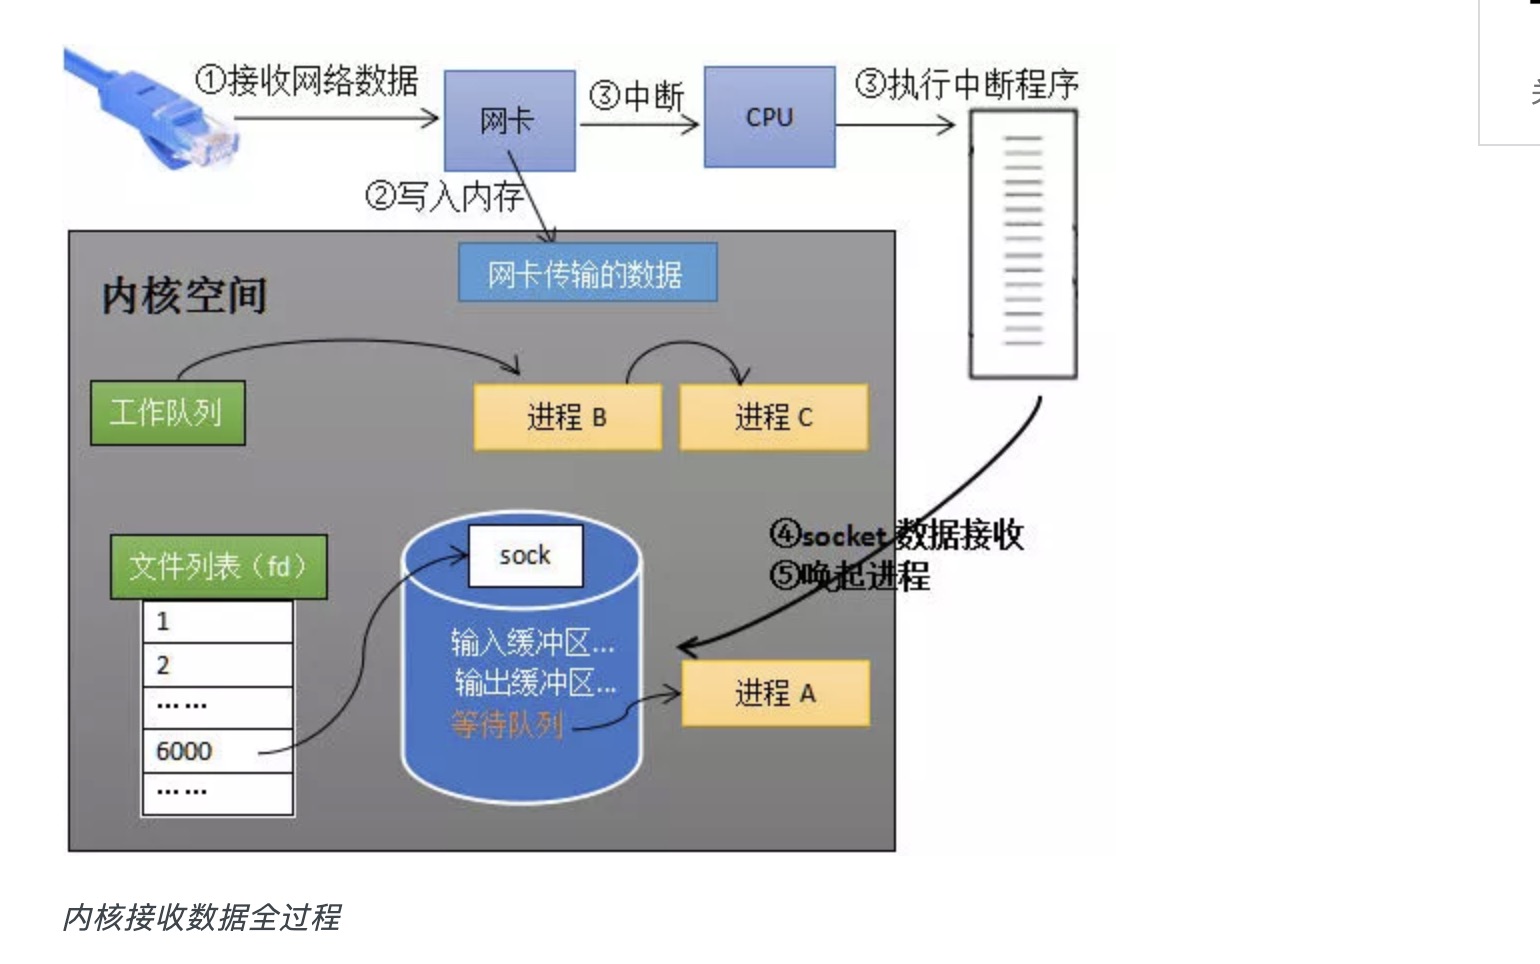 ①接收网络数据
网卡
③中断
CPU
③执行中断程序
②写入内存
网卡传输的数据
内核空间
工作队列
进程 B
进程 C
文件列表（fd）
1
2
……
6000
……
sock
输入缓冲区...
输出缓冲区...
等待队列
④socket 数据接收
⑤唤起进程
进程 A
内核接收数据全过程